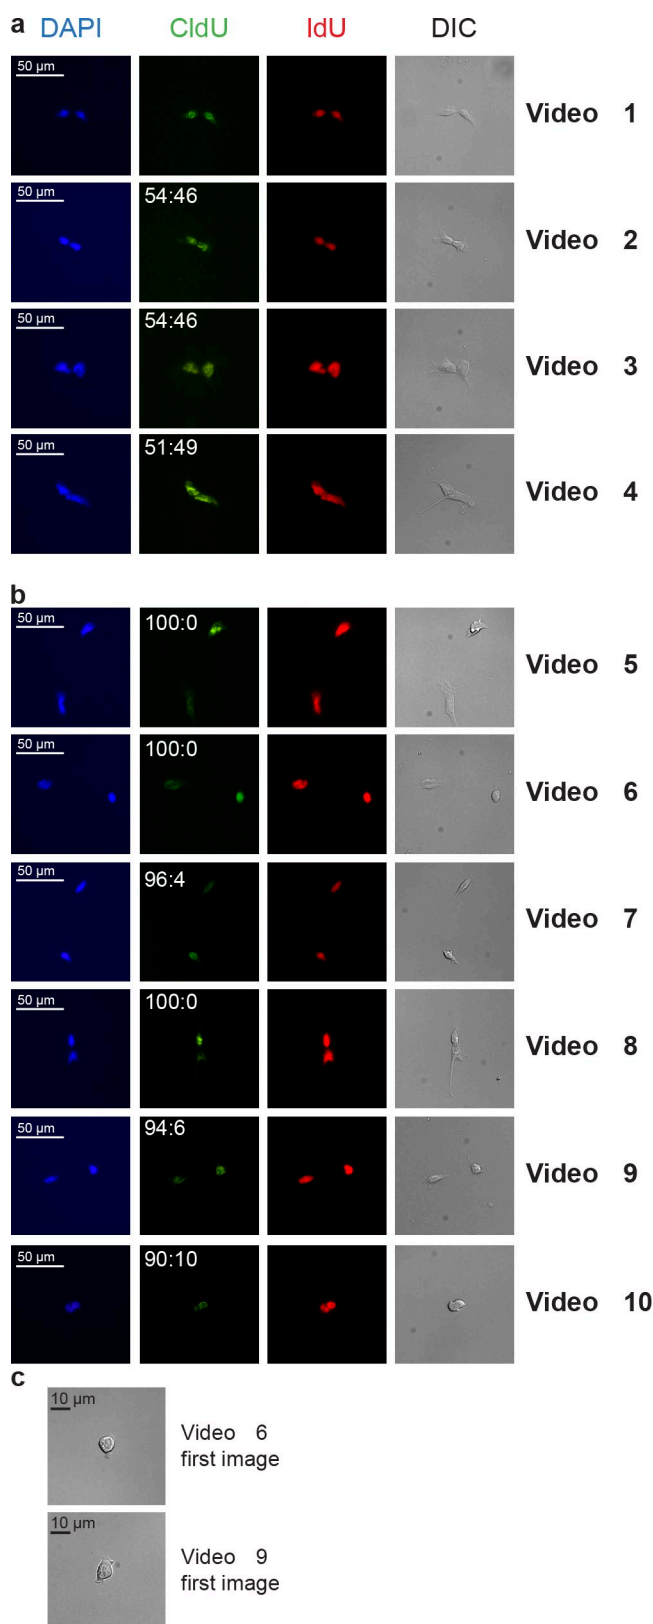 a DAPI CldU IdU DIC
50 µm Video 1
50 µm 54:46 Video 2
50 µm 54:46 Video 3
50 µm 51:49 Video 4
b
50 µm 100:0 Video 5
50 µm 100:0 Video 6
50 µm 96:4 Video 7
50 µm 100:0 Video 8
50 µm 94:6 Video 9
50 µm 90:10 Video 10
c
10 µm
Video 6
first image
10 µm
Video 9
first image